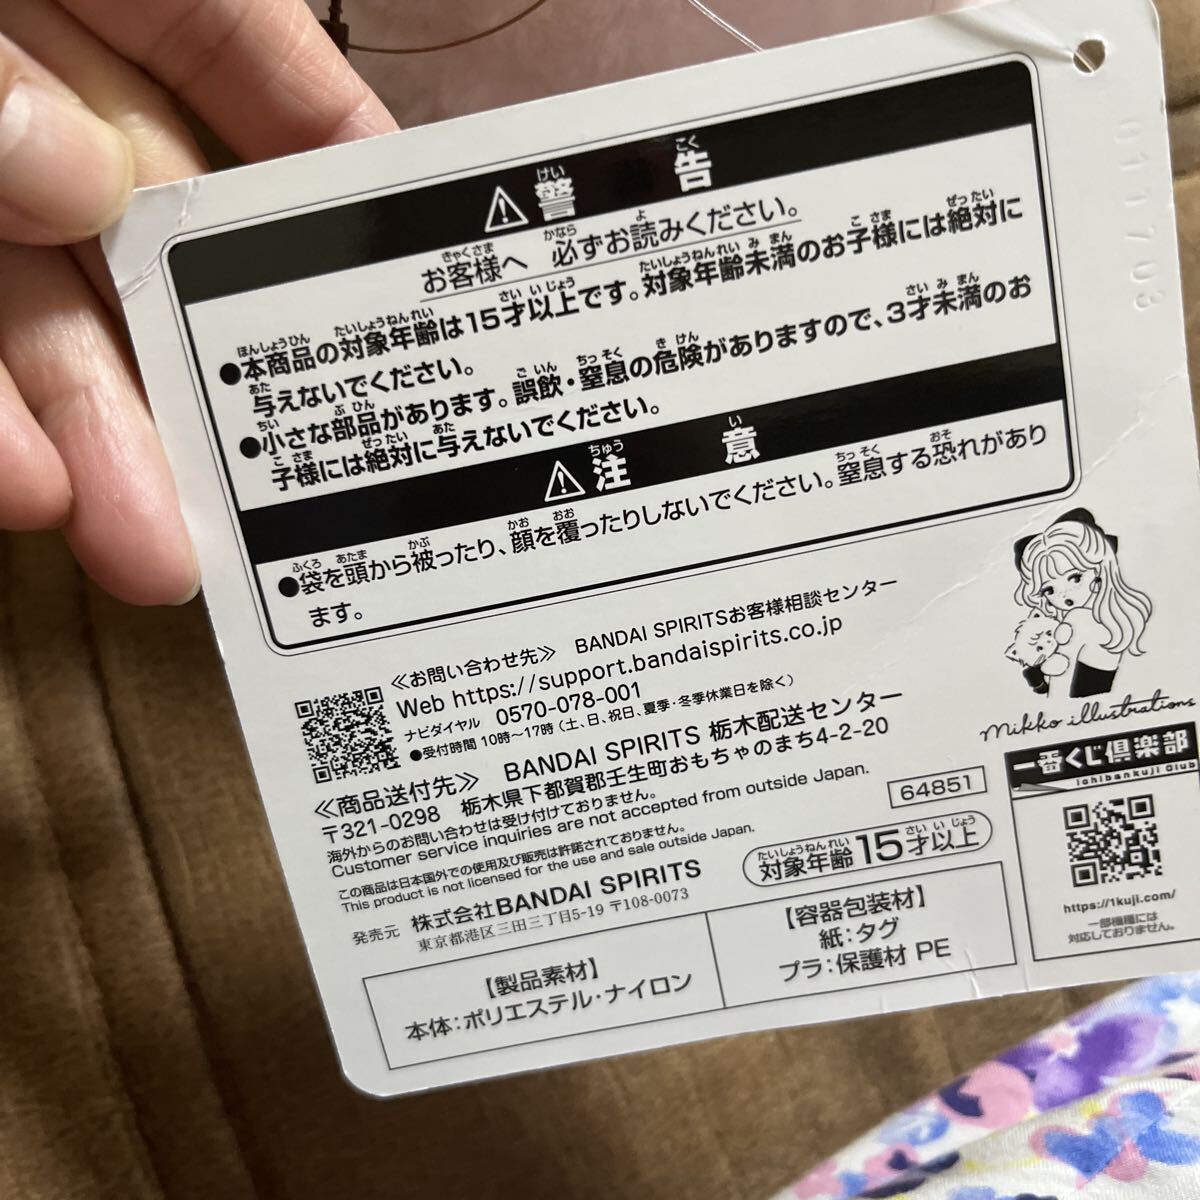 警告
お客様へ 必ずお読みください。
●本商品の対象年齢は15才以上です。対象年齢未満のお子様には絶対に
与えないでください。
●小さな部品があります。誤飲・窒息の危険がありますので、3才未満のお
子様には絶対に与えないでください。
注意
●袋を頭から被ったり、顔を覆ったりしないでください。窒息する恐れがあり
ます。
≪お問い合わせ先≫ BANDAI SPIRITSお客様相談センター
Web https://support.bandaispirits.co.jp
ナビダイヤル 0570-078-001
●受付時間 10時～17時（土、日、祝日、夏季・冬季休業日を除く）
≪商品送付先≫ BANDAI SPIRITS 栃木配送センター
〒321-0298 栃木県下都賀郡壬生町おもちゃのまち4-2-20
海外からのお問い合わせは受け付けておりません。
Customer service inquiries are not accepted from outside Japan.
この商品は日本国外での使用及び販売は許諾されておりません。
This product is not licensed for the use and sale outside Japan.
64851
発売元 株式会社BANDAI SPIRITS
東京都港区三田三丁目5-19 〒108-0073
対象年齢15才以上
【製品素材】
本体：ポリエステル・ナイロン
【容器包装材】
紙：タグ
プラ：保護材 PE
Mikko illustrations
一番くじ倶楽部
Ichibankuji Club
https://1kuji.com/
一部機種には
対応しておりません。
011703